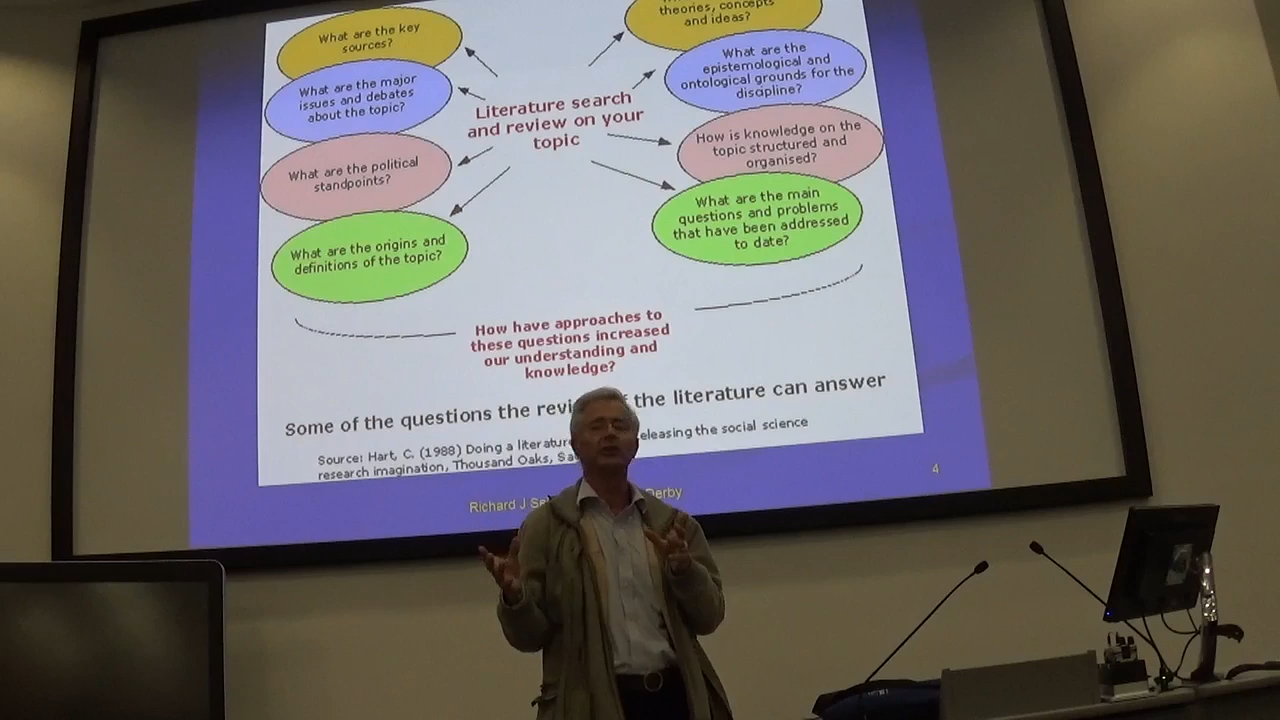 What are the key
sources?
What are the major
issues and debates
about the topic?
What are the political
standpoints?
What are the origins and
definitions of the topic?
Literature search
and review on your
topic
theories, concepts
and ideas?
What are the
epistemological and
ontological grounds for the
discipline?
How is knowledge on the
topic structured and
organised?
What are the main
questions and problems
that have been addressed
to date?
How have approaches to
these questions increased
our understanding and
knowledge?
Some of the questions the the literature can answer
Source: Hart, C. (1988) Doing a the social science
research imagination, Thousand Oaks,
Richard J Derby
4